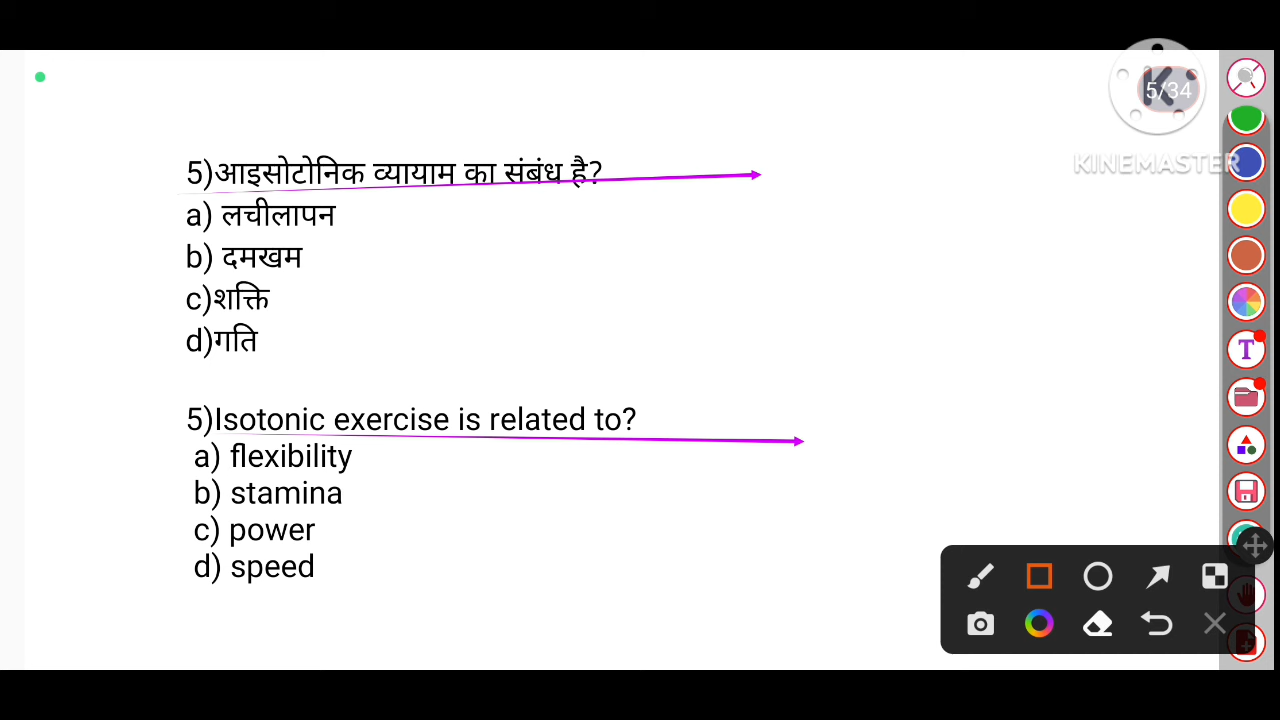 5/34
KINEMASTER
5)आइसोटोनिक व्यायाम का संबंध है?
a) लचीलापन
b) दमखम
c)शक्ति
d)गति
5)Isotonic exercise is related to?
a) flexibility
b) stamina
c) power
d) speed
T